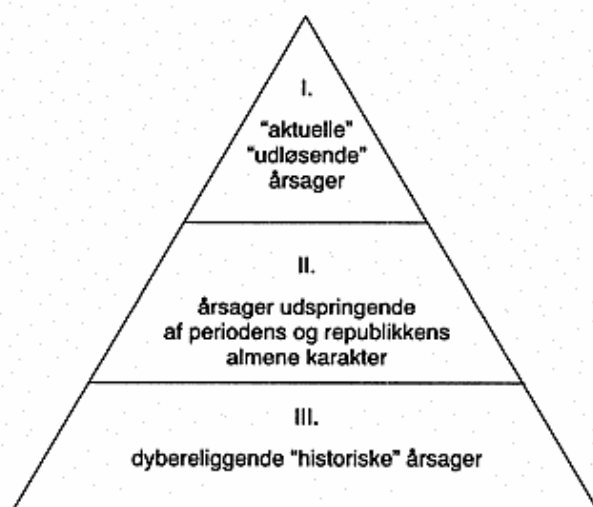 I.
"aktuelle"
"udløsende"
årsager
II.
årsager udspringende
af periodens og republikkens
almene karakter
III.
dybereliggende "historiske" årsager